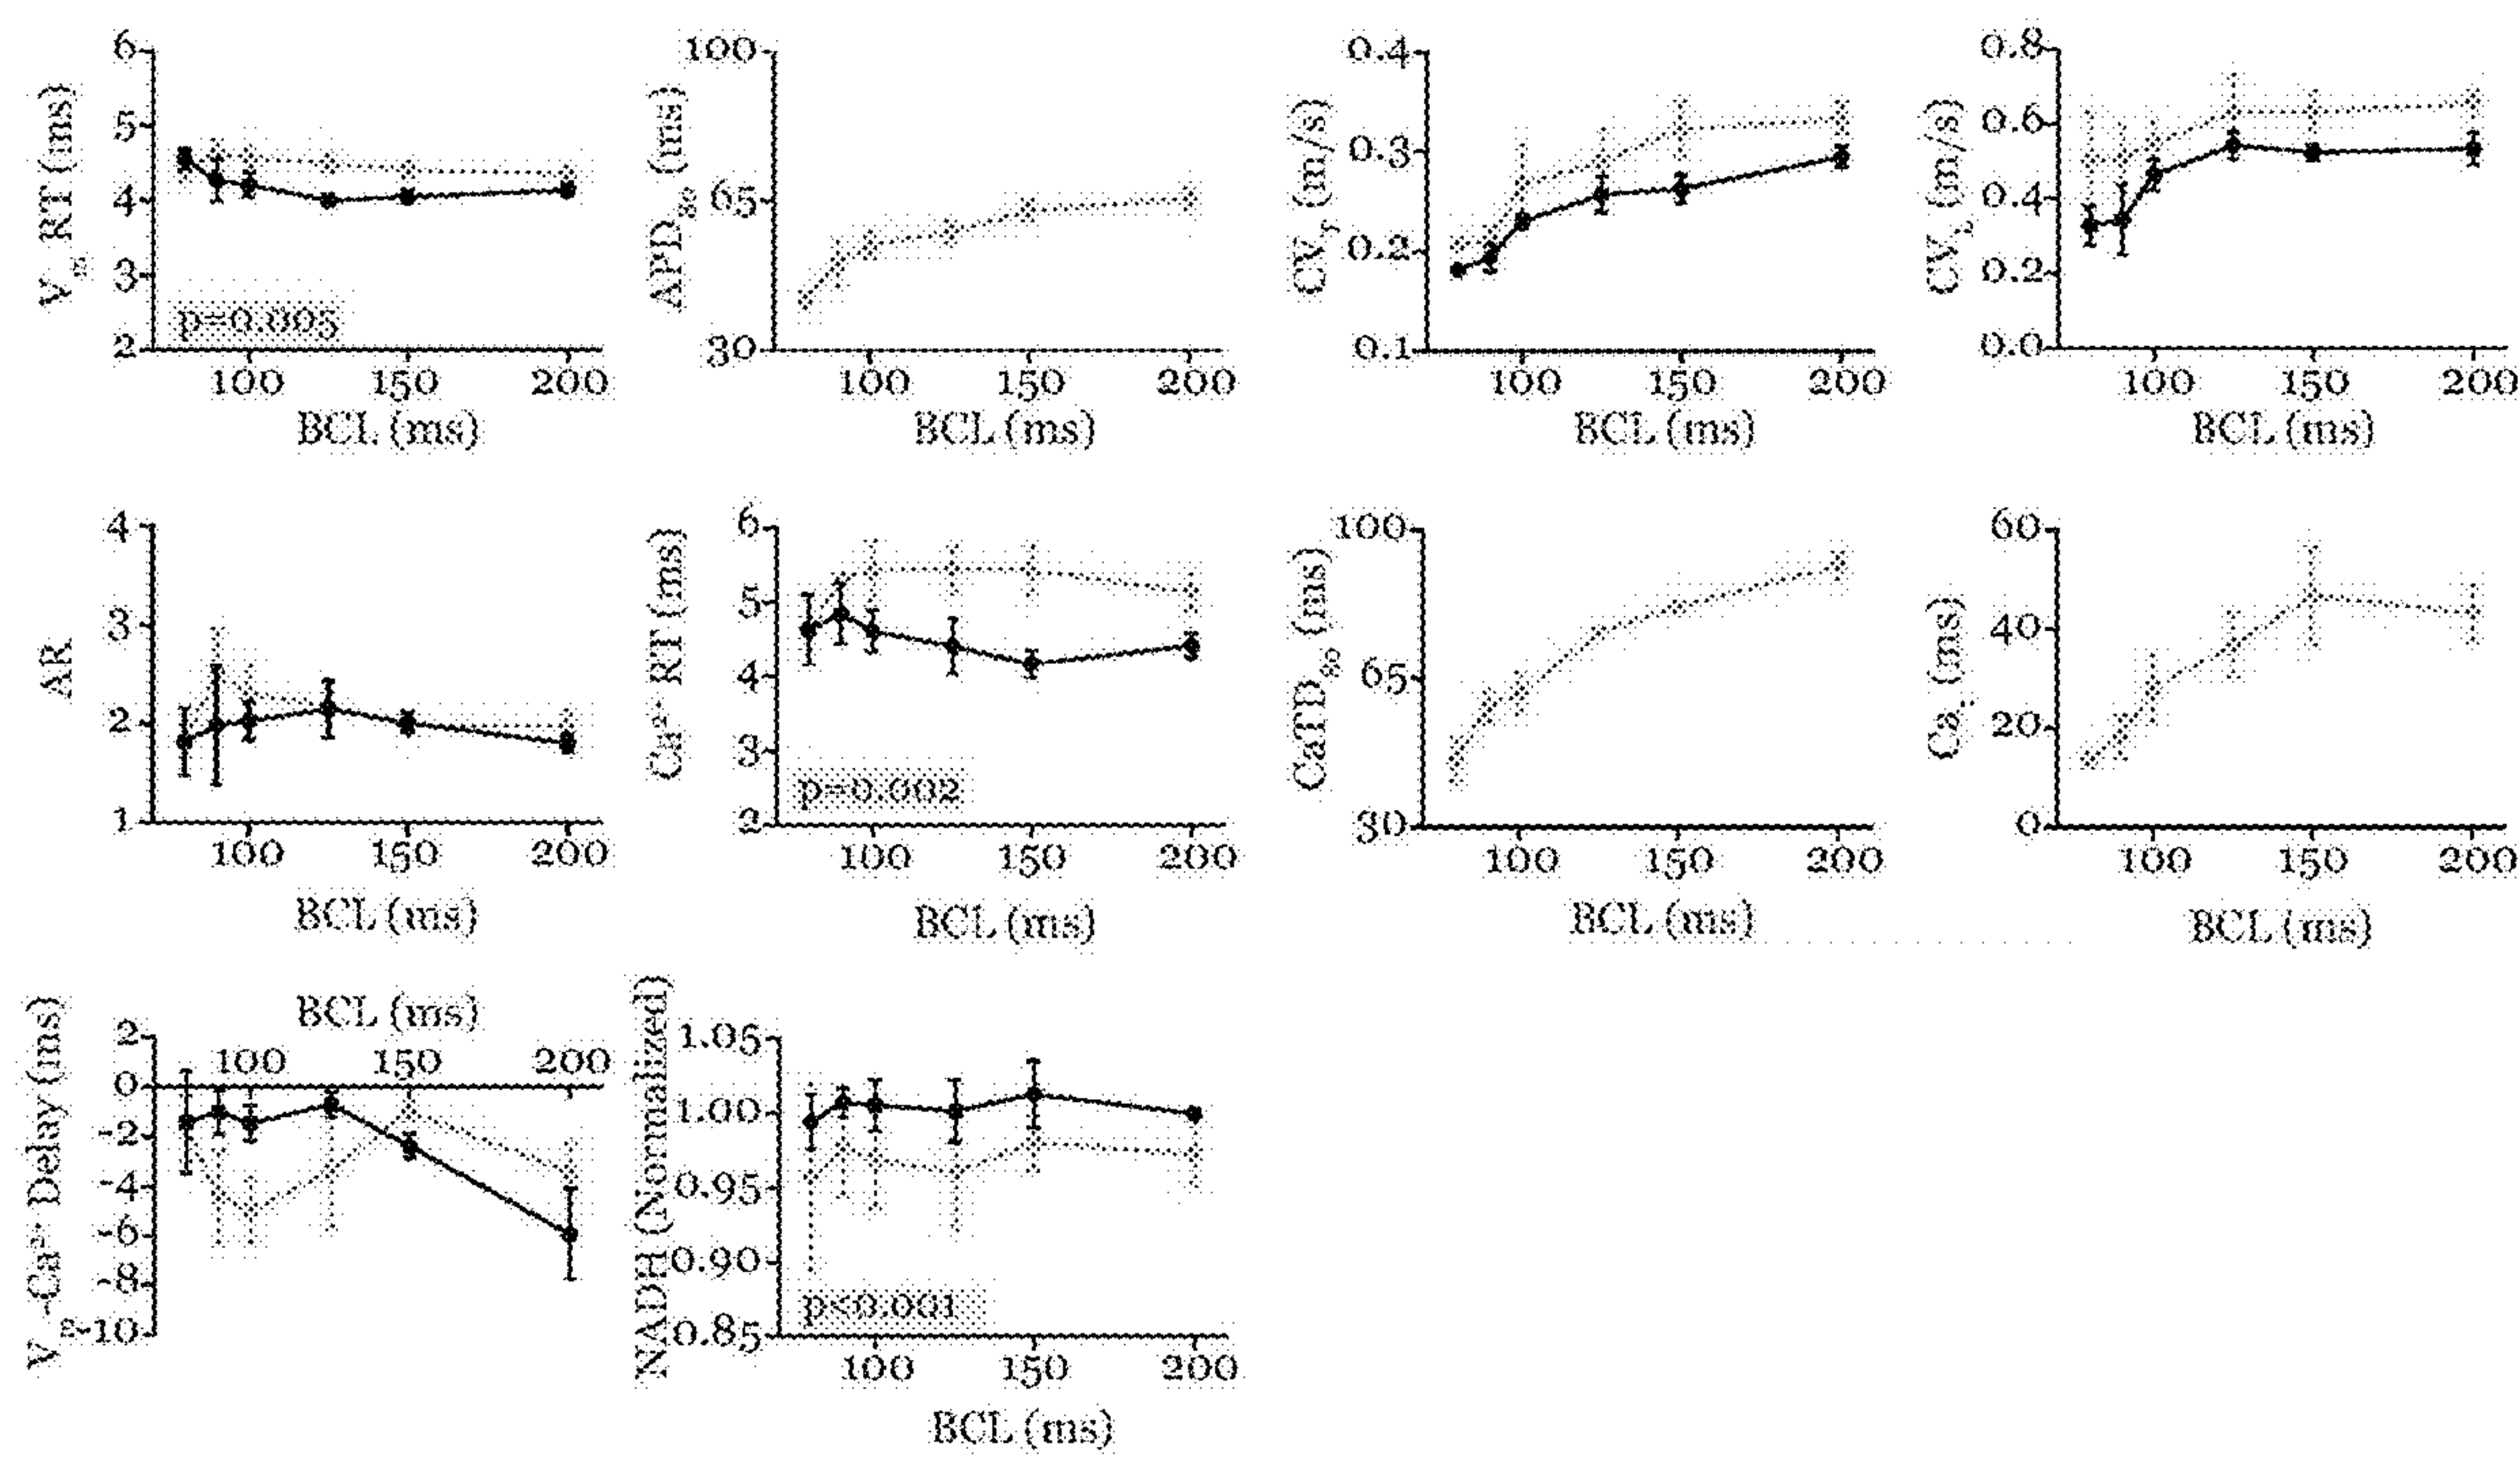 6
5
4
3
2
Vm RT (ms)
p=0.005
100 150 200
BCL (ms)
100
65
30
APD80 (ms)
100 150 200
BCL (ms)
0.4
0.3
0.2
0.1
CVT (m/s)
100 150 200
BCL (ms)
0.8
0.6
0.4
0.2
0.0
CVL (m/s)
100 150 200
BCL (ms)
4
3
2
1
AR
100 150 200
BCL (ms)
6
5
4
3
2
Ca2+ RT (ms)
p=0.002
100 150 200
BCL (ms)
100
65
30
CaTD80 (ms)
100 150 200
BCL (ms)
60
40
20
0
(ms)
100 150 200
BCL (ms)
BCL (ms)
100 150 200
2
0
-2
-4
-6
-8
-10
Vm-Ca2+ Delay (ms)
1.05
1.00
0.95
0.90
0.85
NADH (Normalized)
p<0.001
100 150 200
BCL (ms)